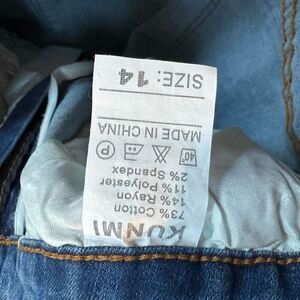 KUNMI
73% Cotton
14% Rayon
11% Polyester
2% Spandex
40°
P
MADE IN CHINA
SIZE: 14